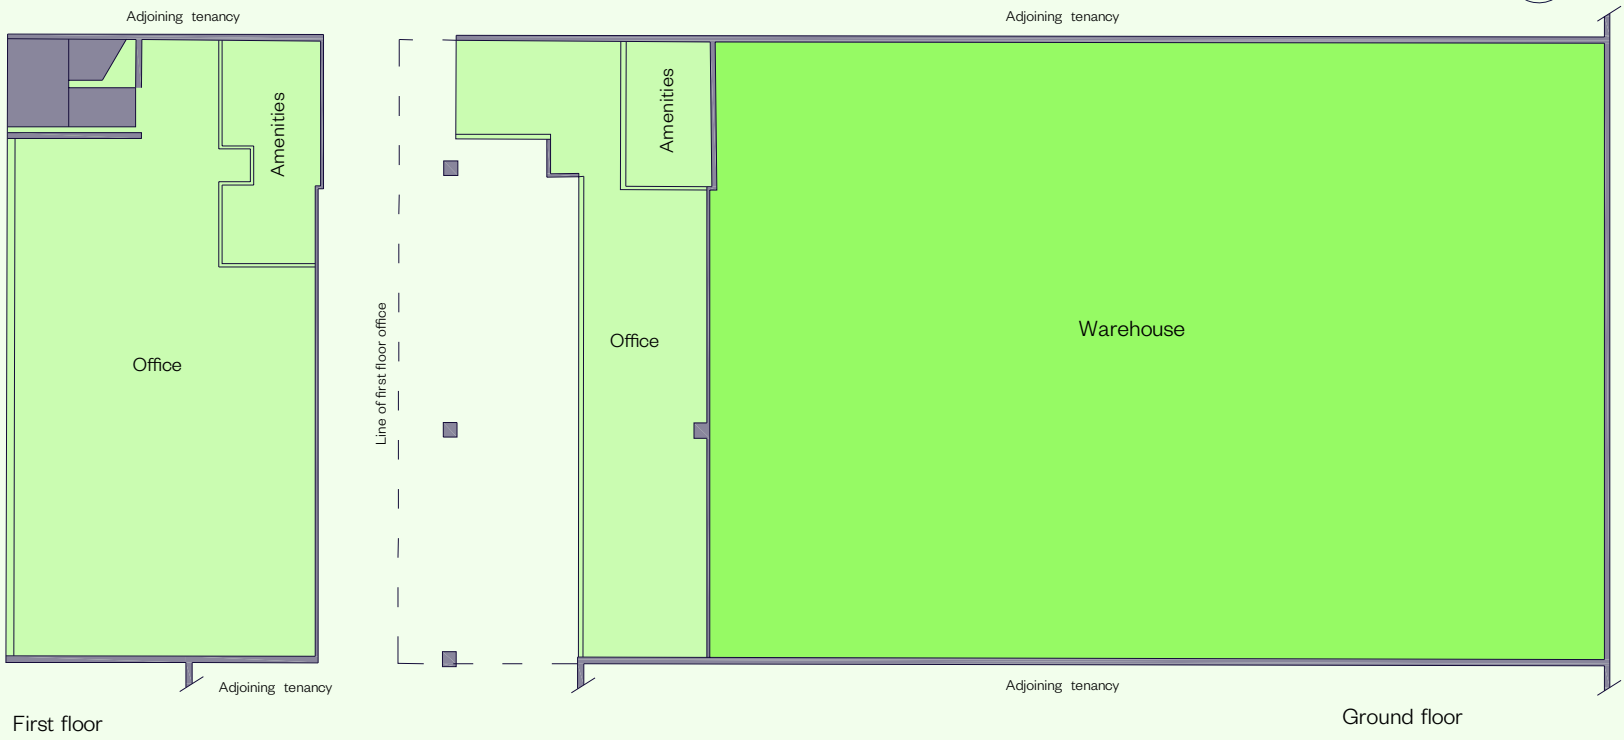 Adjoining tenancy
Adjoining tenancy
Amenities
Amenities
Line of first floor office
Office
Office
Warehouse
Adjoining tenancy
Adjoining tenancy
First floor
Ground floor